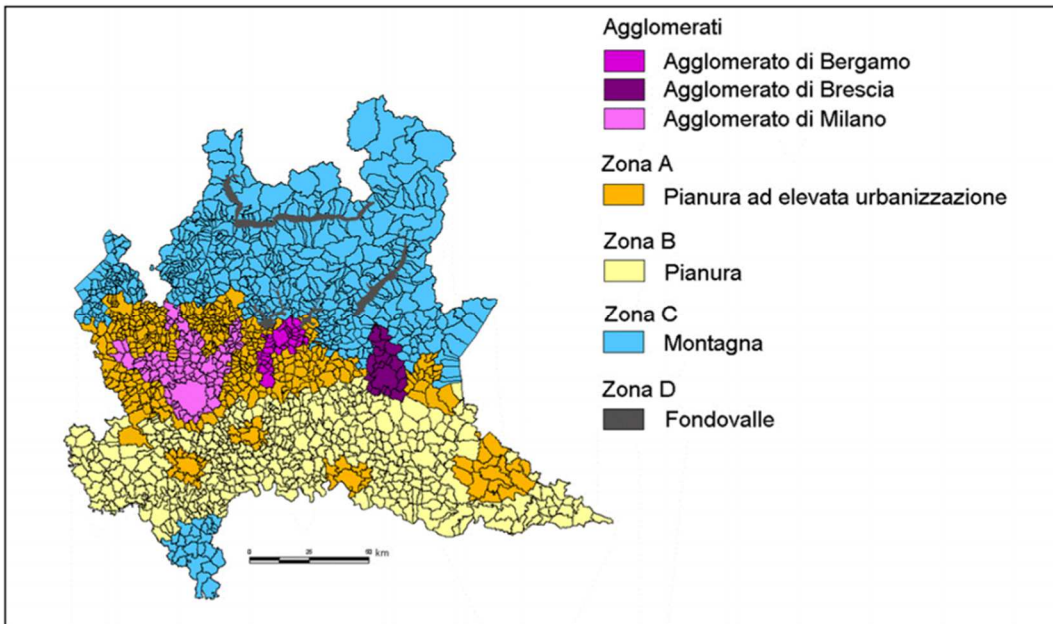 Agglomerati
Agglomerato di Bergamo
Agglomerato di Brescia
Agglomerato di Milano
Zona A
Pianura ad elevata urbanizzazione
Zona B
Pianura
Zona C
Montagna
Zona D
Fondovalle
0 km